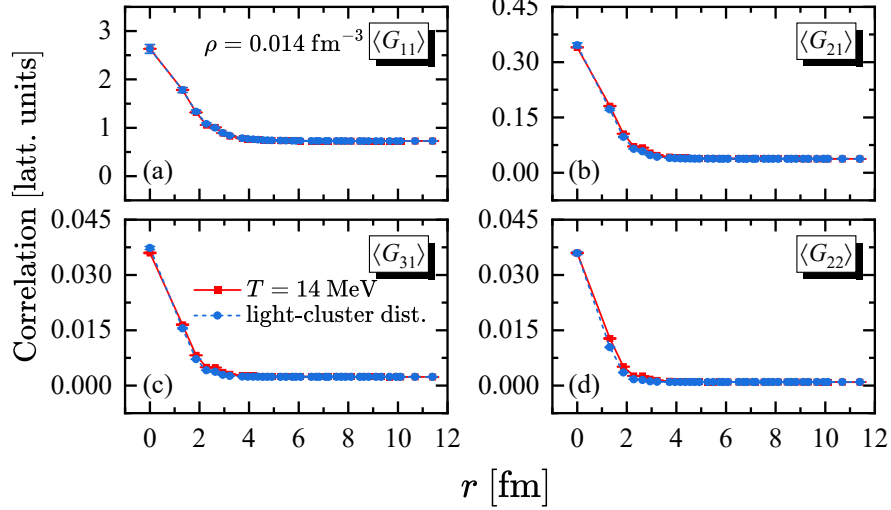 Correlation [latt. units]
3
2
1
0
ρ = 0.014 fm⁻³
⟨G₁₁⟩
(a)
0.45
0.30
0.15
0.00
⟨G₂₁⟩
(b)
0.045
0.030
0.015
0.000
⟨G₃₁⟩
T = 14 MeV
light-cluster dist.
(c)
0 2 4 6 8 10 12
0.045
0.030
0.015
0.000
⟨G₂₂⟩
(d)
0 2 4 6 8 10 12
r [fm]